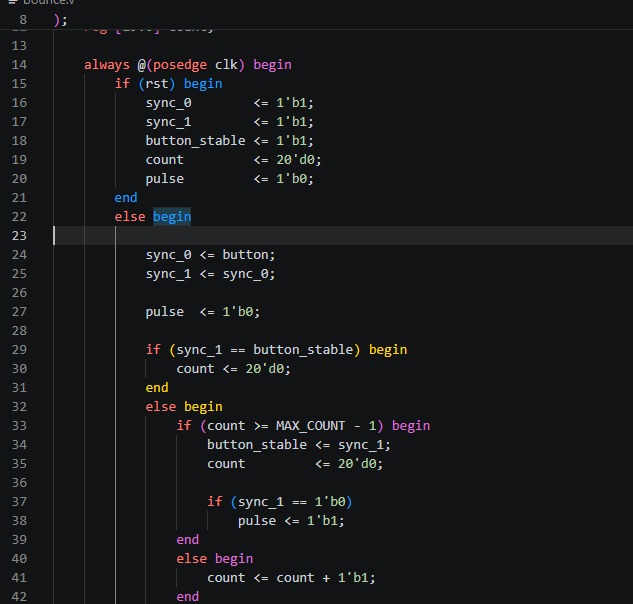 bounce.v
8 );
13
14 always @(posedge clk) begin
15 if (rst) begin
16 sync_0 <= 1'b1;
17 sync_1 <= 1'b1;
18 button_stable <= 1'b1;
19 count <= 20'd0;
20 pulse <= 1'b0;
21 end
22 else begin
23
24 sync_0 <= button;
25 sync_1 <= sync_0;
26
27 pulse <= 1'b0;
28
29 if (sync_1 == button_stable) begin
30 count <= 20'd0;
31 end
32 else begin
33 if (count >= MAX_COUNT - 1) begin
34 button_stable <= sync_1;
35 count <= 20'd0;
36
37 if (sync_1 == 1'b0)
38 pulse <= 1'b1;
39 end
40 else begin
41 count <= count + 1'b1;
42 end